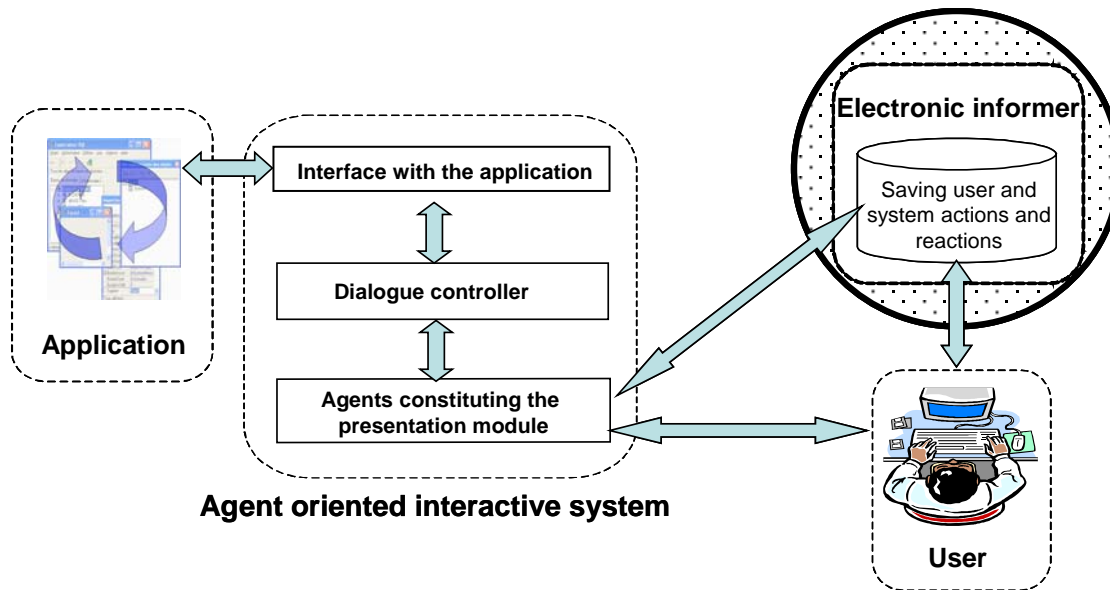 Electronic informer
Saving user and
system actions and
reactions
Interface with the application
Dialogue controller
Agents constituting the
presentation module
Application
Agent oriented interactive system
User